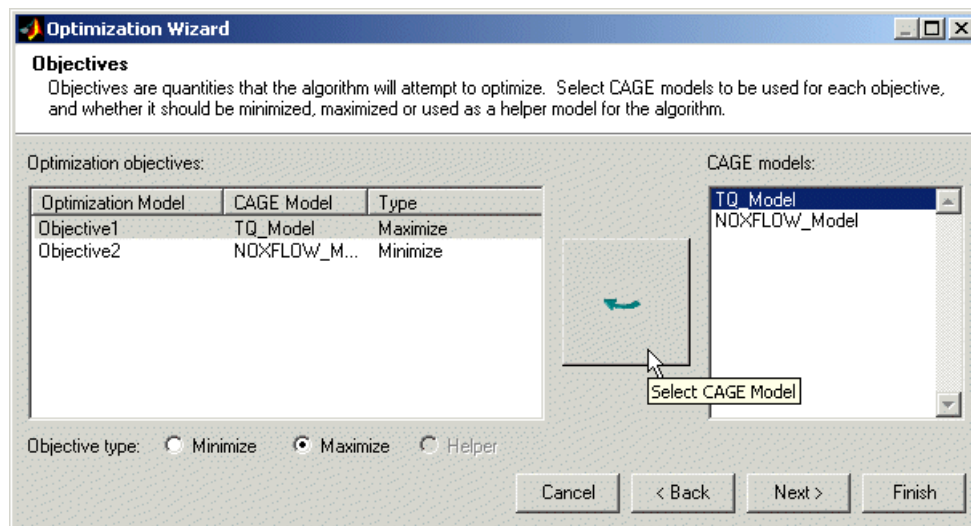 Optimization Wizard
Objectives
Objectives are quantities that the algorithm will attempt to optimize. Select CAGE models to be used for each objective,
and whether it should be minimized, maximized or used as a helper model for the algorithm.
Optimization objectives:
CAGE models:
Optimization Model CAGE Model Type
Objective1 TQ_Model Maximize
Objective2 NOXFLOW_M... Minimize
TQ_Model
NOXFLOW_Model
Select CAGE Model
Objective type: Minimize Maximize Helper
Cancel < Back Next > Finish